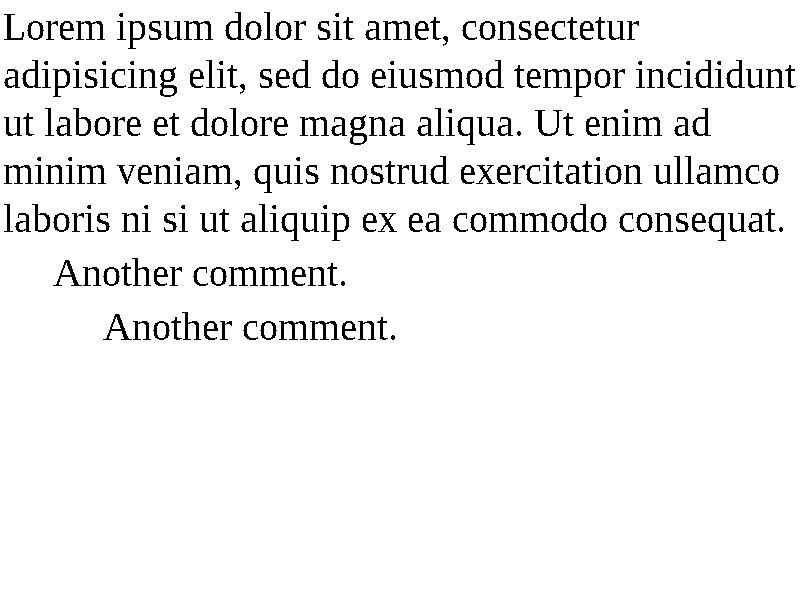 Lorem ipsum dolor sit amet, consectetur
adipisicing elit, sed do eiusmod tempor incididunt
ut labore et dolore magna aliqua. Ut enim ad
minim veniam, quis nostrud exercitation ullamco
laboris ni si ut aliquip ex ea commodo consequat.
Another comment.
Another comment.